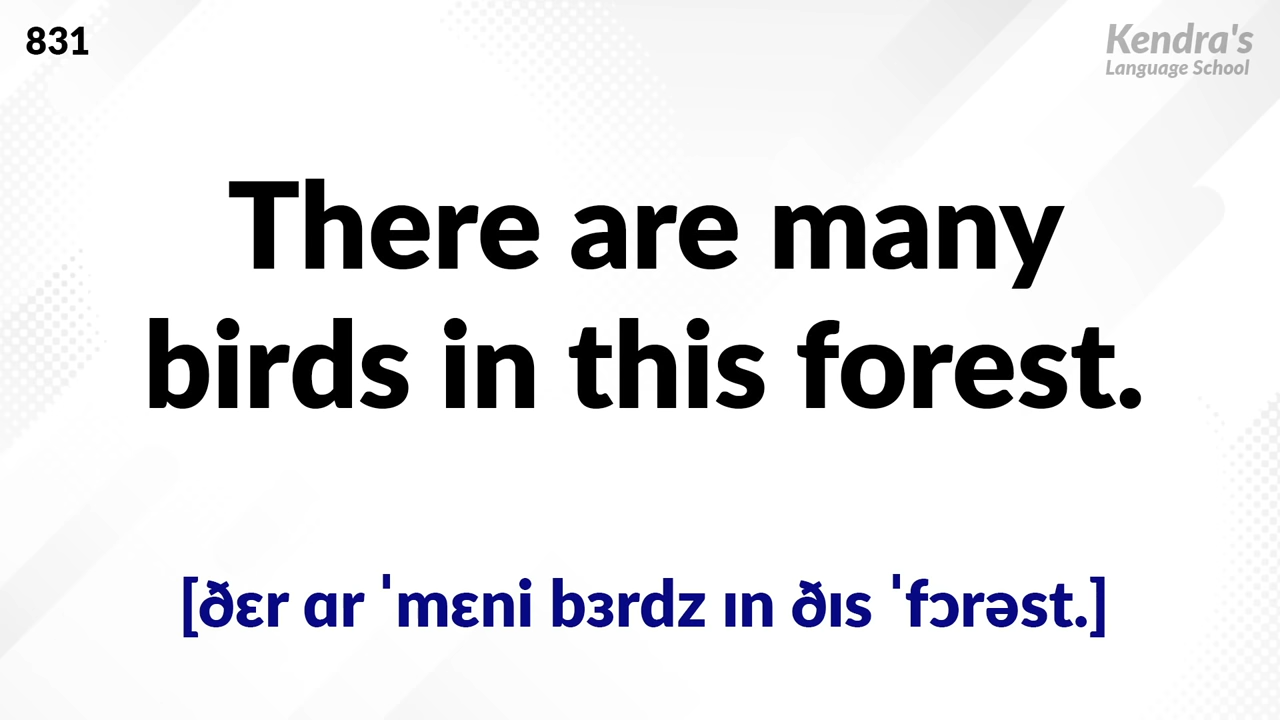 831
Kendra's
Language School
There are many
birds in this forest.
[ðɛr ɑr ˈmɛni bɜrdz ɪn ðɪs ˈfɔrəst.]